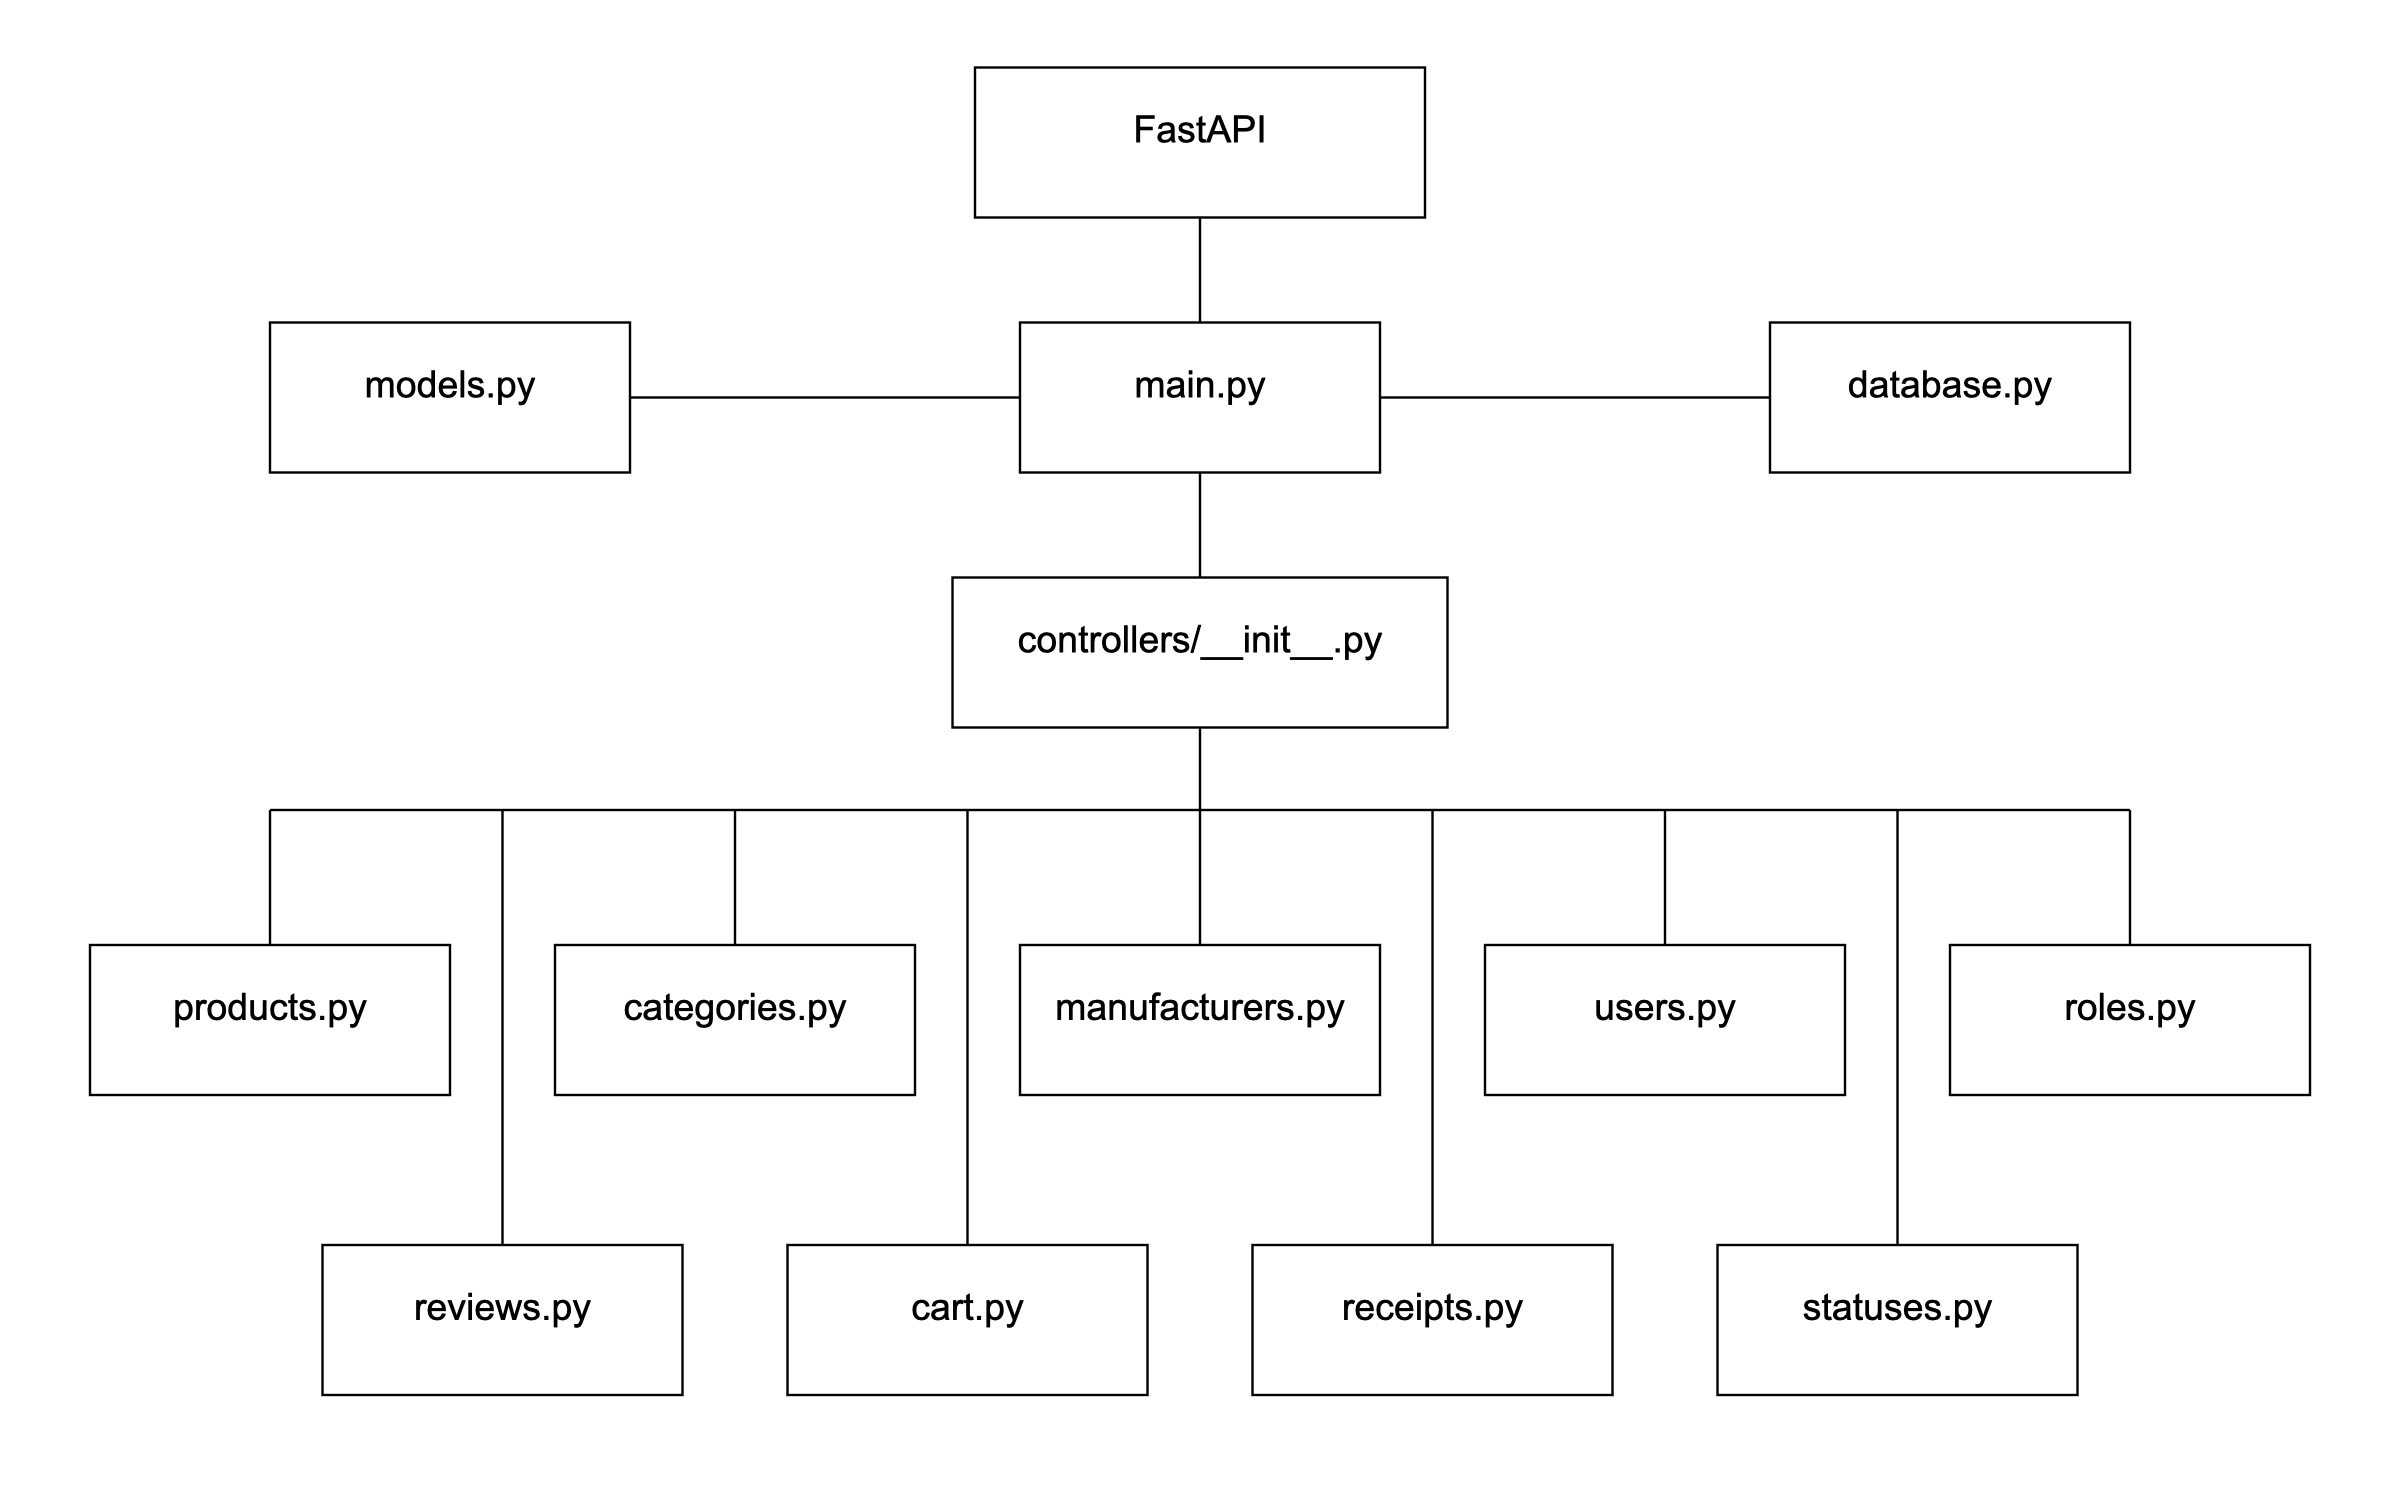 FastAPI
models.py
main.py
database.py
controllers/__init__.py
products.py
categories.py
manufacturers.py
users.py
roles.py
reviews.py
cart.py
receipts.py
statuses.py